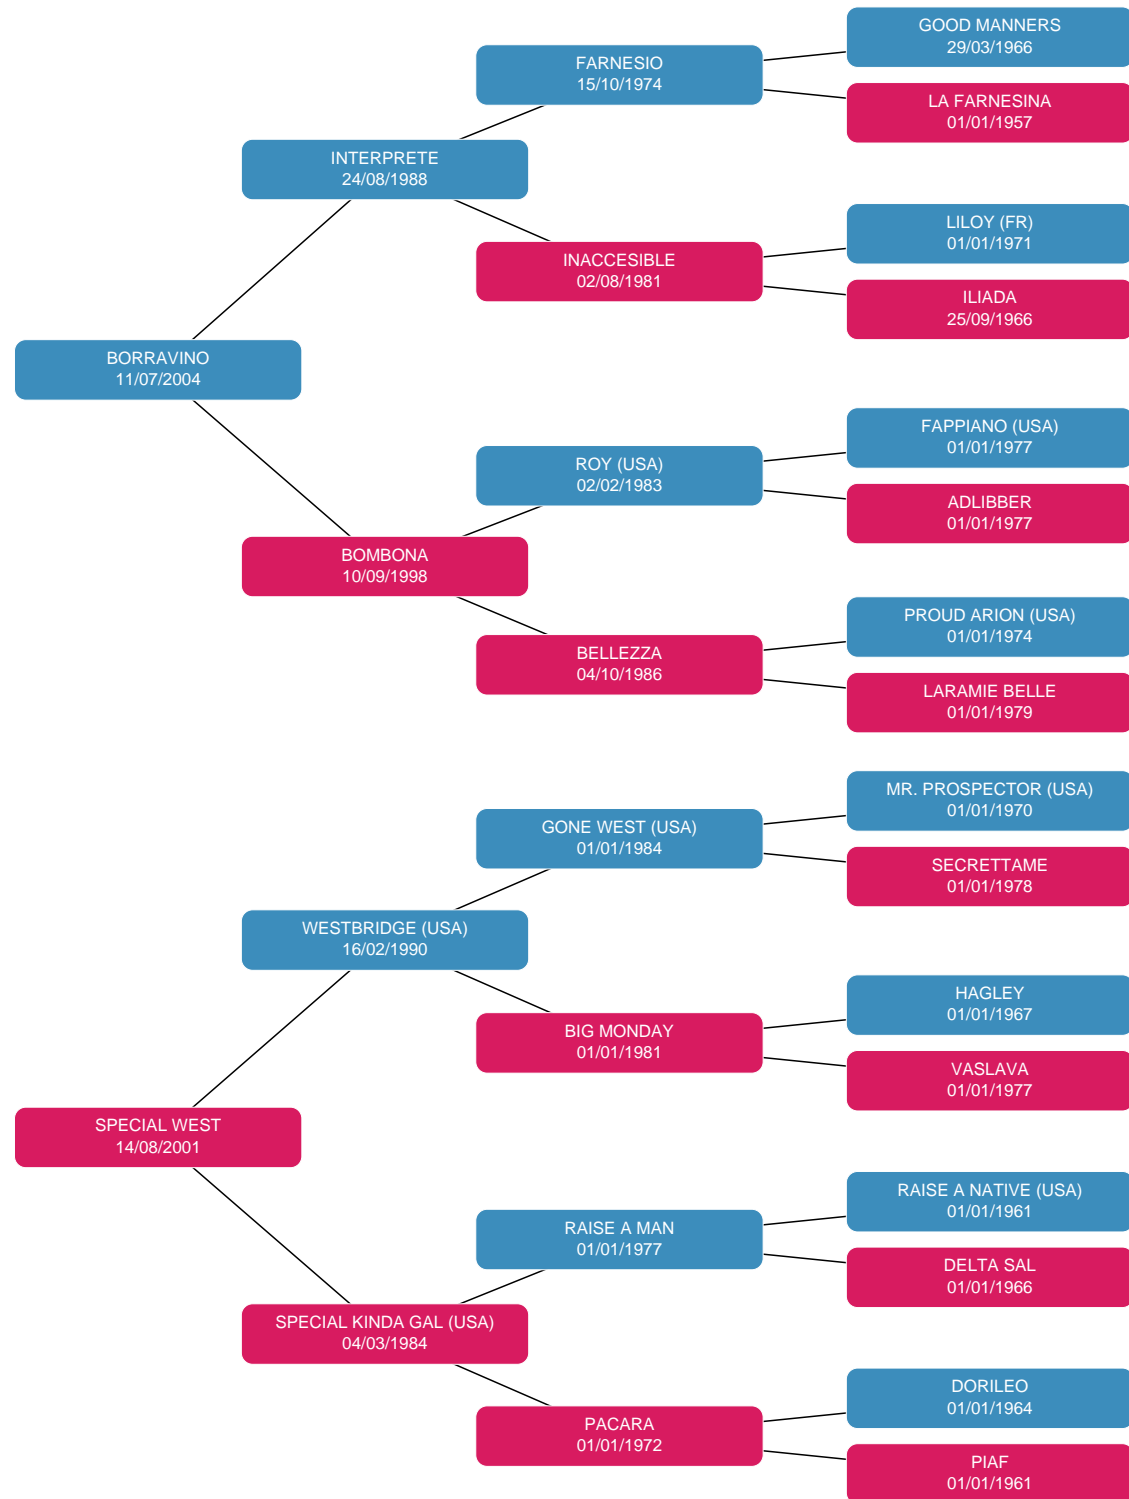 GOOD MANNERS
29/03/1966
FARNESIO
15/10/1974
LA FARNESINA
01/01/1957
INTERPRETE
24/08/1988
LILOY (FR)
01/01/1971
INACCESIBLE
02/08/1981
ILIADA
25/09/1966
BORRAVINO
11/07/2004
FAPPIANO (USA)
01/01/1977
ROY (USA)
02/02/1983
ADLIBBER
01/01/1977
BOMBONA
10/09/1998
PROUD ARION (USA)
01/01/1974
BELLEZZA
04/10/1986
LARAMIE BELLE
01/01/1979
MR. PROSPECTOR (USA)
01/01/1970
GONE WEST (USA)
01/01/1984
SECRETTAME
01/01/1978
WESTBRIDGE (USA)
16/02/1990
HAGLEY
01/01/1967
BIG MONDAY
01/01/1981
VASLAVA
01/01/1977
SPECIAL WEST
14/08/2001
RAISE A NATIVE (USA)
01/01/1961
RAISE A MAN
01/01/1977
DELTA SAL
01/01/1966
SPECIAL KINDA GAL (USA)
04/03/1984
DORILEO
01/01/1964
PACARA
01/01/1972
PIAF
01/01/1961